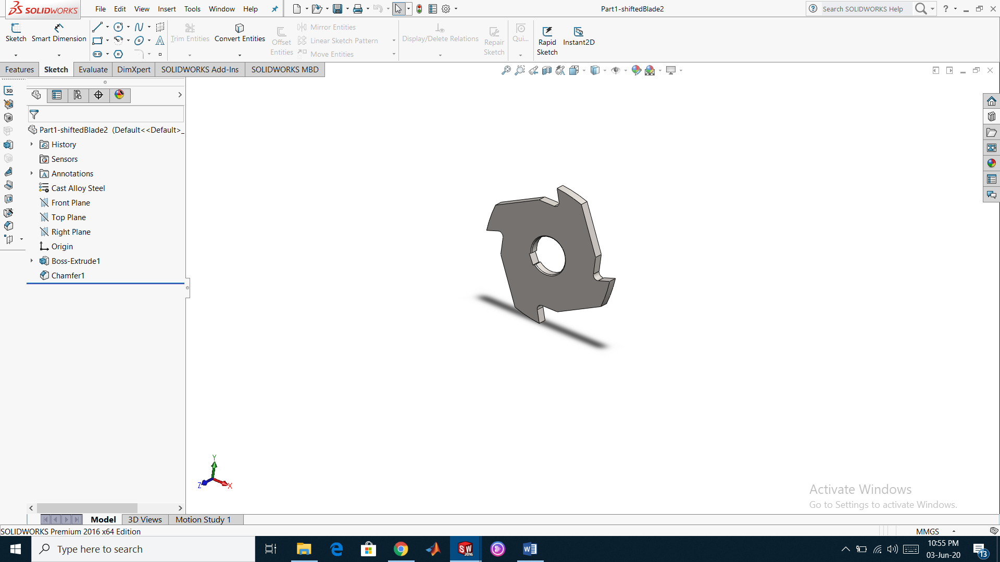 SOLIDWORKS
File Edit View Insert Tools Window Help
Part1-shiftedBlade2
Search SOLIDWORKS Help
?
Sketch
Smart Dimension
Trim Entities
Convert Entities
Offset Entities
Mirror Entities
Linear Sketch Pattern
Move Entities
Display/Delete Relations
Repair Sketch
Qui...
Rapid Sketch
Instant2D
Features Sketch Evaluate DimXpert SOLIDWORKS Add-Ins SOLIDWORKS MBD
3D
Part1-shiftedBlade2 (Default<<Default>_
History
Sensors
A Annotations
Cast Alloy Steel
Front Plane
Top Plane
Right Plane
Origin
Boss-Extrude1
Chamfer1
Y
Z
X
Activate Windows
Go to Settings to activate Windows.
Model 3D Views Motion Study 1
SOLIDWORKS Premium 2016 x64 Edition
MMGS
Type here to search
SW 2016
10:55 PM
03-Jun-20
13